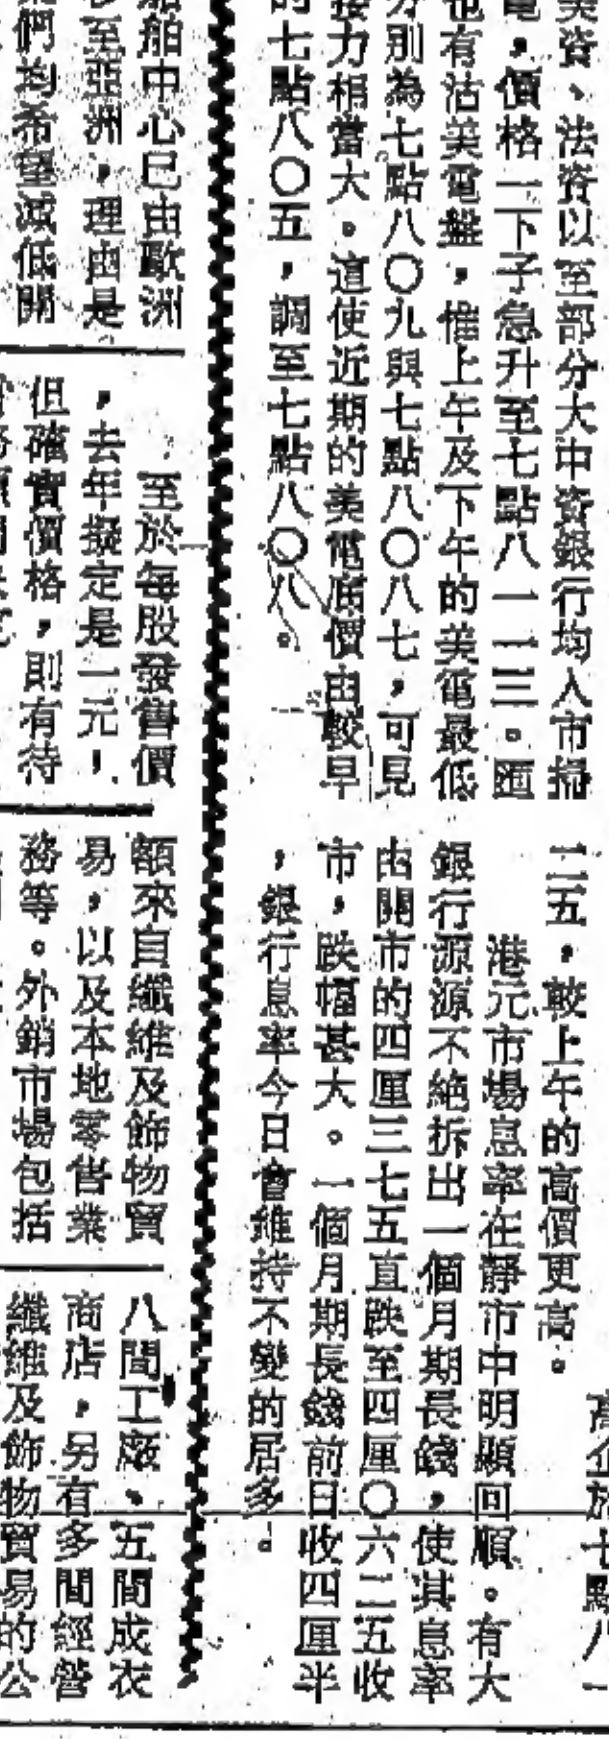 美資、法資以至部分大中資銀行均入市掃
電，價格一下子急升至七點八一一三。匯
也有沽美電盤，惟上午及下午的美電最低
分別為七點八〇九與七點八〇八七，可見
接力相當大。這使近期的美電底價由較早
的七點八〇五，調至七點八〇八。
高企於七點八一
二五，較上午的高價更高。
港元市場息率在靜市中明顯回順。有大
銀行源源不絕拆出一個月期長錢，使其息率
由開市的四厘三七五直跌至四厘〇六二五收
市，跌幅甚大。一個月期長錢前日收四厘半
，銀行息率今日會維持不變的居多。
船舶中心已由歐洲
至亞洲，理由是
們均希望減低開
至於每股發售價
，去年擬定是一元，
但確實價格，則有待
額來自纖維及飾物貿
易，以及本地零售業
務等。外銷市場包括
八間工廠、五間成衣
商店，另有多間經營
纖維及飾物貿易的公